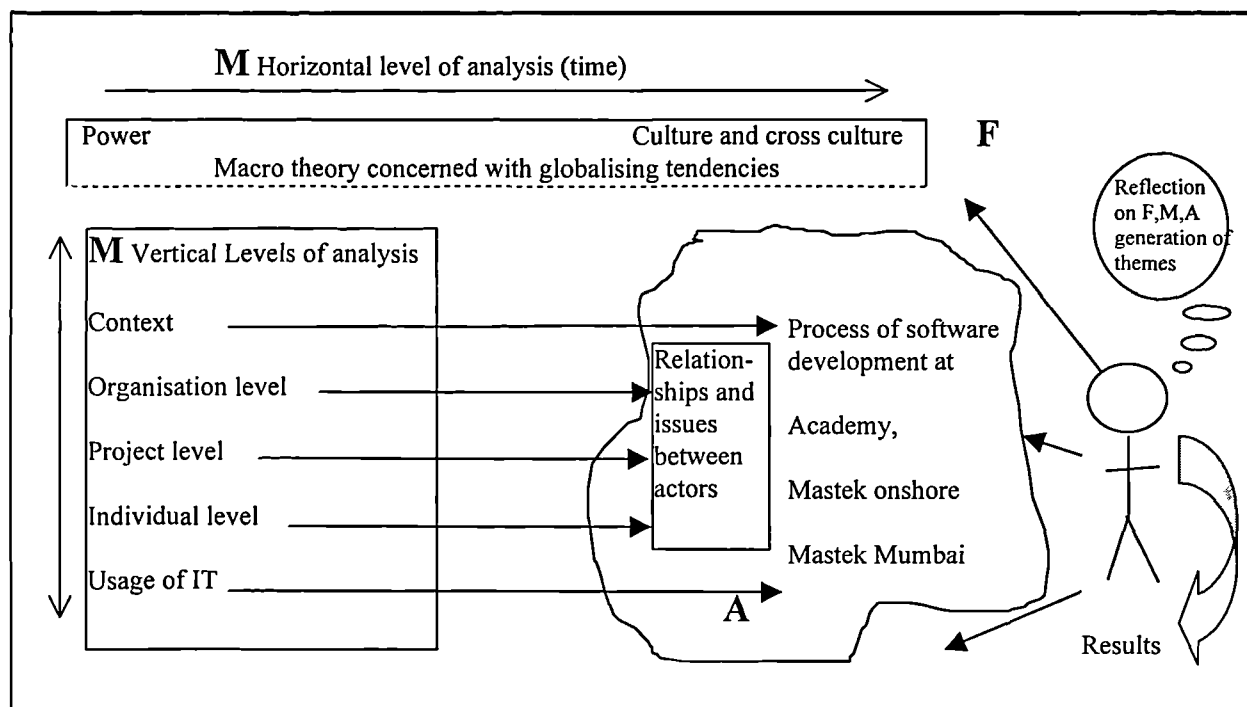 M Horizontal level of analysis (time)
Power
Culture and cross culture
Macro theory concerned with globalising tendencies
F
Reflection
on F,M,A
generation of
themes
M Vertical Levels of analysis
Context
Organisation level
Project level
Individual level
Usage of IT
Relation-
ships and
issues
between
actors
Process of software
development at
Academy,
Mastek onshore
Mastek Mumbai
A
Results